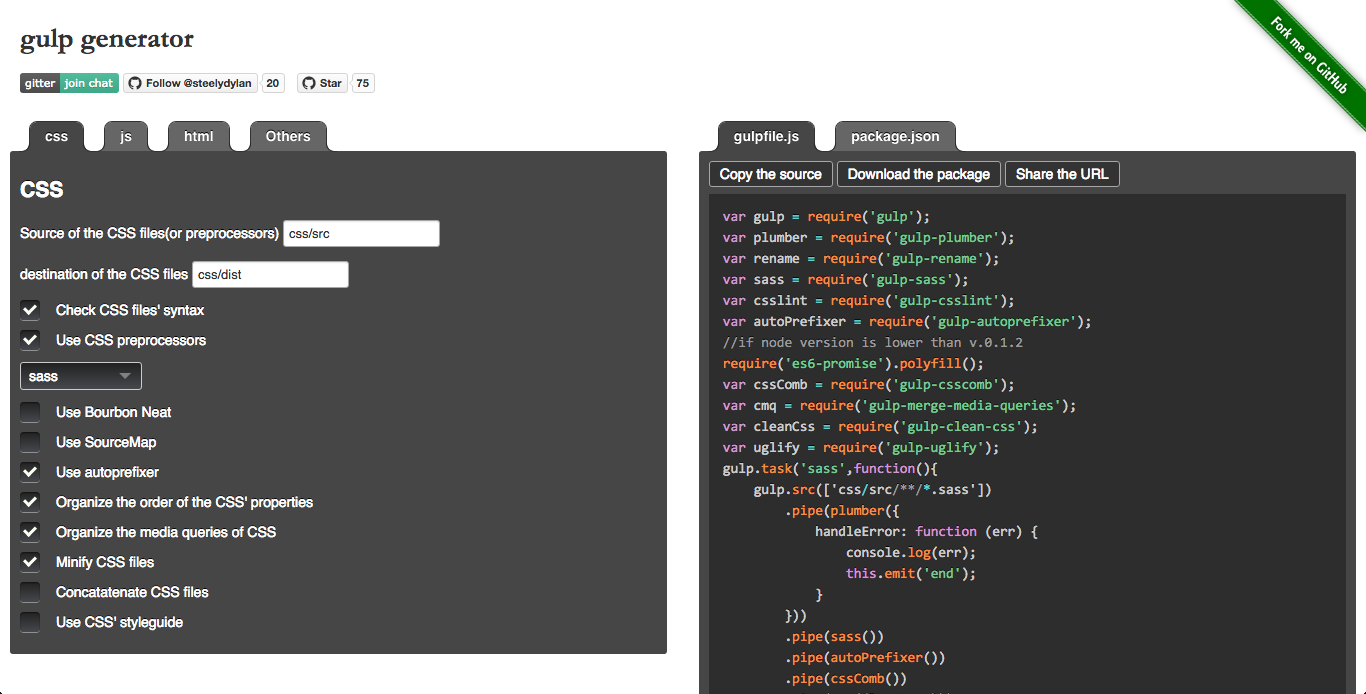 gulp generator
Fork me on GitHub
gitter join chat Follow @steelydylan 20 Star 75
css js html Others
CSS
Source of the CSS files(or preprocessors) css/src
destination of the CSS files css/dist
Check CSS files' syntax
Use CSS preprocessors
sass
Use Bourbon Neat
Use SourceMap
Use autoprefixer
Organize the order of the CSS' properties
Organize the media queries of CSS
Minify CSS files
Concatatenate CSS files
Use CSS' styleguide
gulpfile.js package.json
Copy the source Download the package Share the URL
var gulp = require('gulp');
var plumber = require('gulp-plumber');
var rename = require('gulp-rename');
var sass = require('gulp-sass');
var csslint = require('gulp-csslint');
var autoPrefixer = require('gulp-autoprefixer');
//if node version is lower than v.0.1.2
require('es6-promise').polyfill();
var cssComb = require('gulp-csscomb');
var cmq = require('gulp-merge-media-queries');
var cleanCss = require('gulp-clean-css');
var uglify = require('gulp-uglify');
gulp.task('sass',function(){
    gulp.src(['css/src/**/*.sass'])
        .pipe(plumber({
            handleError: function (err) {
                console.log(err);
                this.emit('end');
            }
        }))
        .pipe(sass())
        .pipe(autoPrefixer())
        .pipe(cssComb())